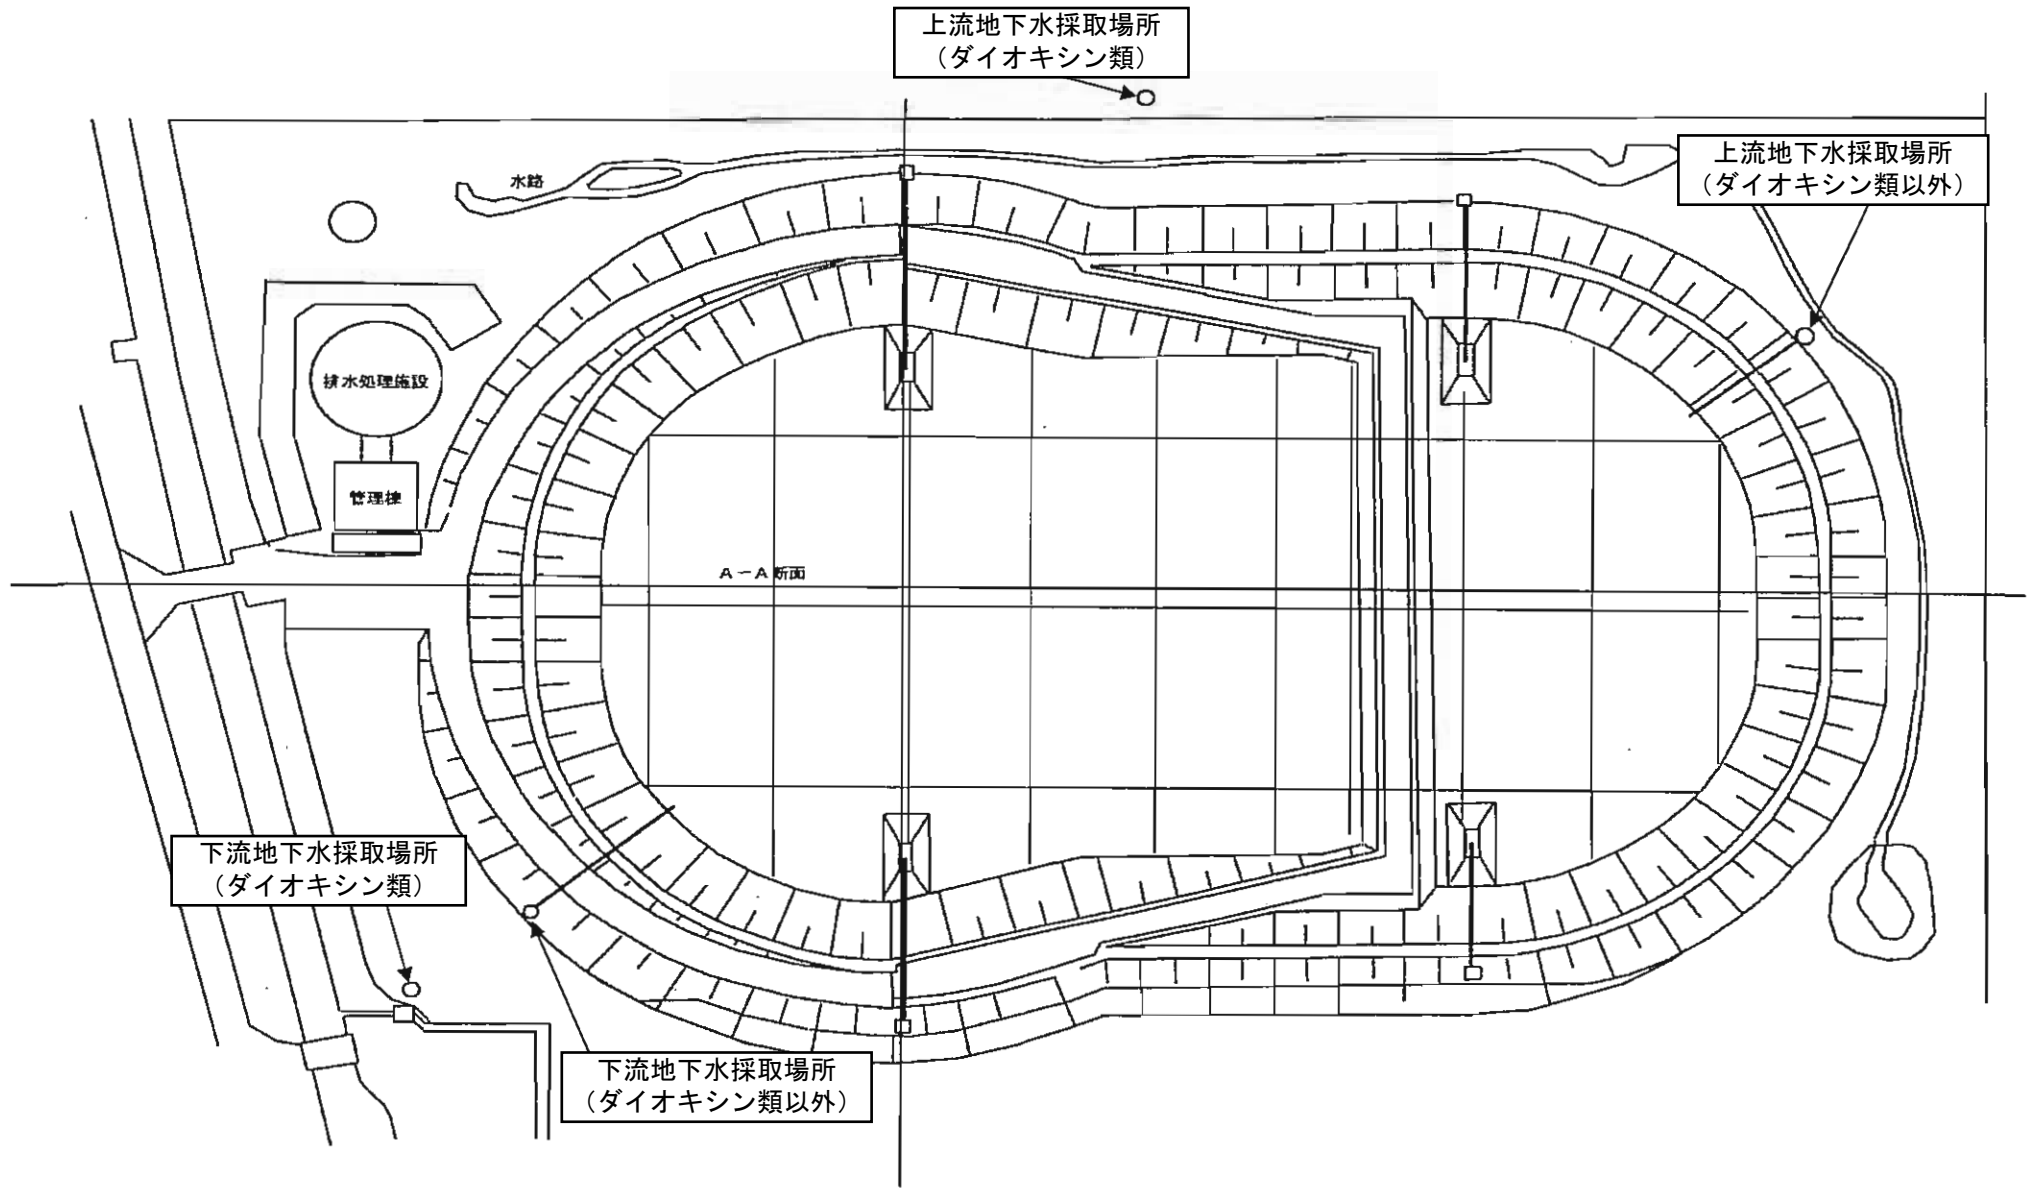 上流地下水採取場所
（ダイオキシン類）
上流地下水採取場所
（ダイオキシン類以外）
水路
排水処理施設
管理棟
A－A断面
下流地下水採取場所
（ダイオキシン類）
下流地下水採取場所
（ダイオキシン類以外）